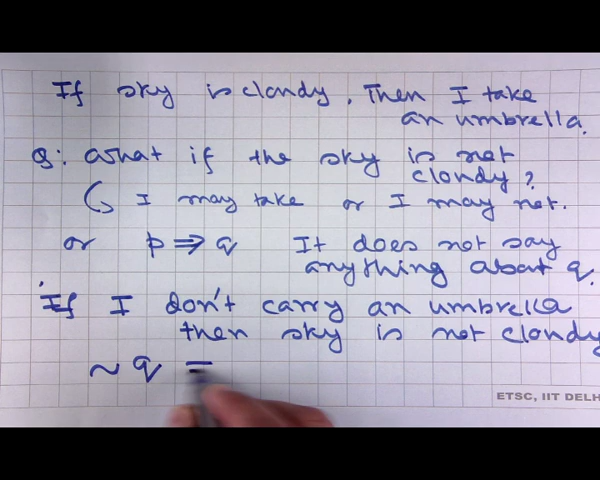 If sky is cloudy, Then I take
an umbrella.
Q: What if the sky is not
cloudy?
↳ I may take or I may not.
or p ⇒ q It does not say
anything about q.
If I don't carry an umbrella
then sky is not cloudy
~ q =
ETSC, IIT DELH